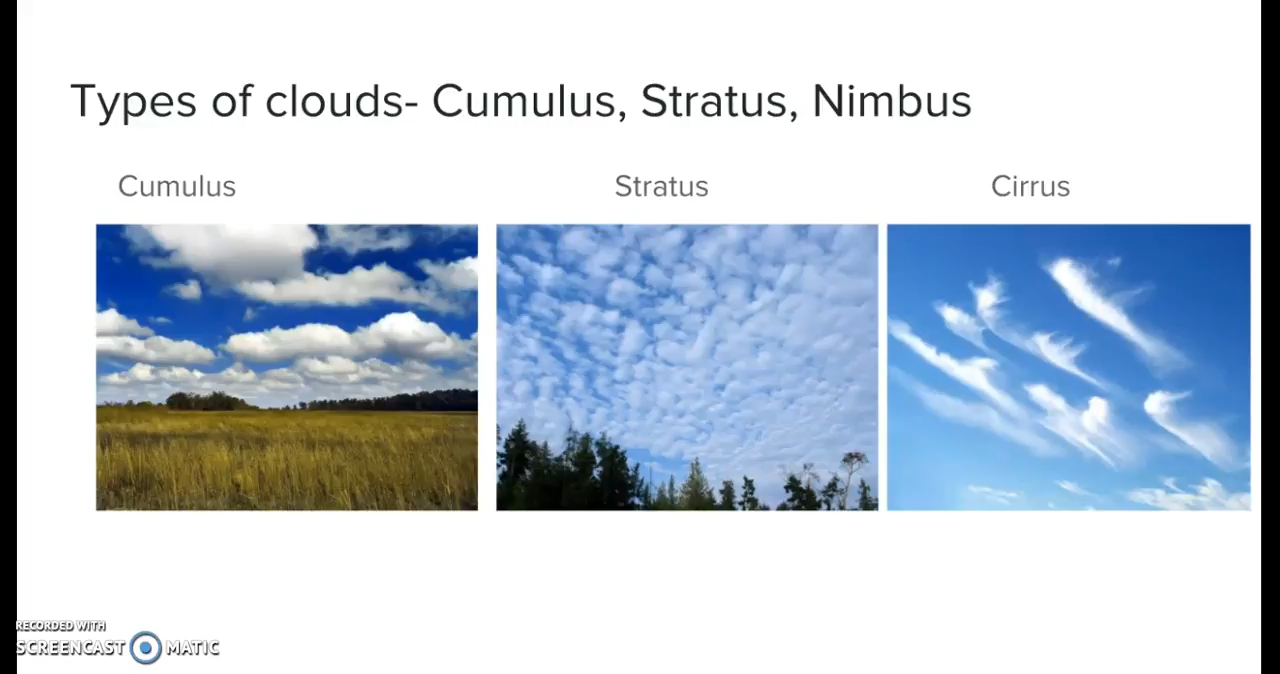 Types of clouds- Cumulus, Stratus, Nimbus
Cumulus
Stratus
Cirrus
RECORDED WITH
SCREENCAST MATIC